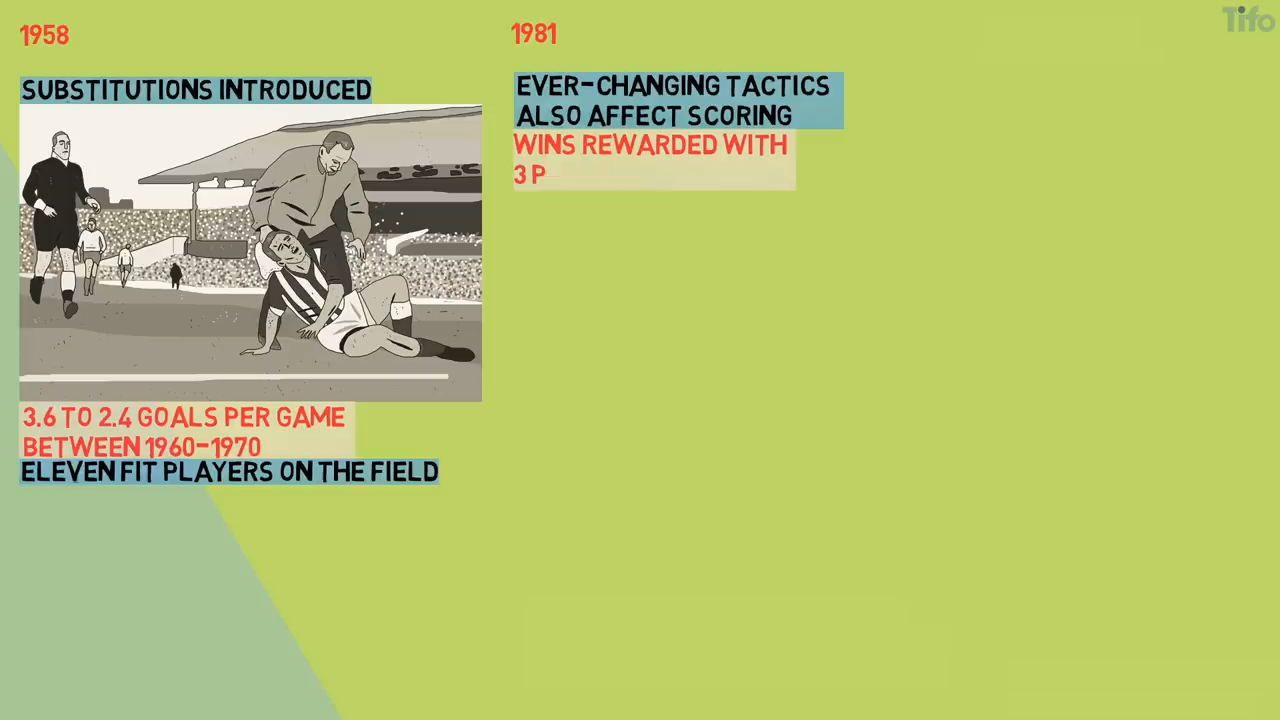 1958
SUBSTITUTIONS INTRODUCED
3.6 TO 2.4 GOALS PER GAME
BETWEEN 1960-1970
ELEVEN FIT PLAYERS ON THE FIELD
1981
EVER-CHANGING TACTICS
ALSO AFFECT SCORING
WINS REWARDED WITH
3 P
Tifo